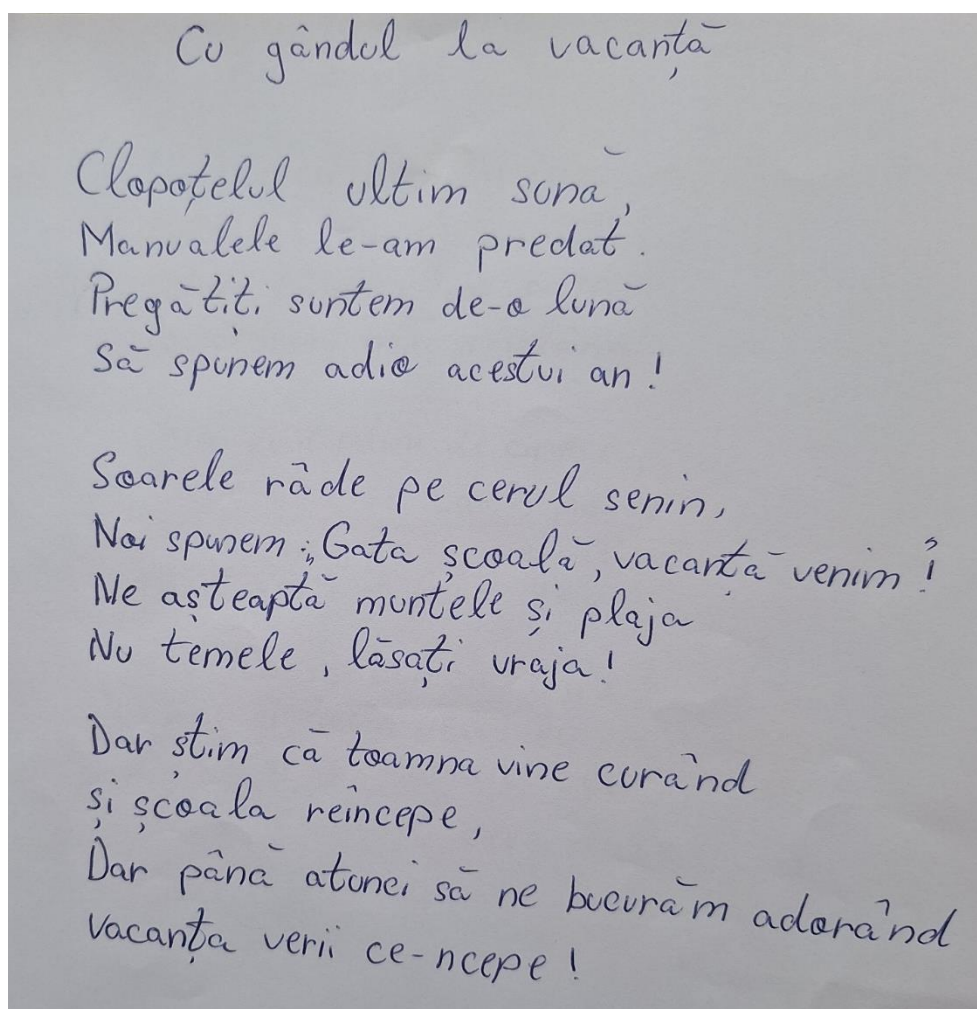 Cu gândul la vacanță
Clopoțelul ultim sună,
Manualele le-am predat.
Pregătiți suntem de-o lună
Să spunem adio acestui an!
Soarele râde pe cerul senin,
Noi spunem: „Gata școală, vacanță venim!”
Ne așteaptă muntele și plaja
Nu temele, lăsați vraja!
Dar știm că toamna vine curând
și școala reîncepe,
Dar până atunci să ne bucurăm adorând
Vacanța verii ce-ncepe!